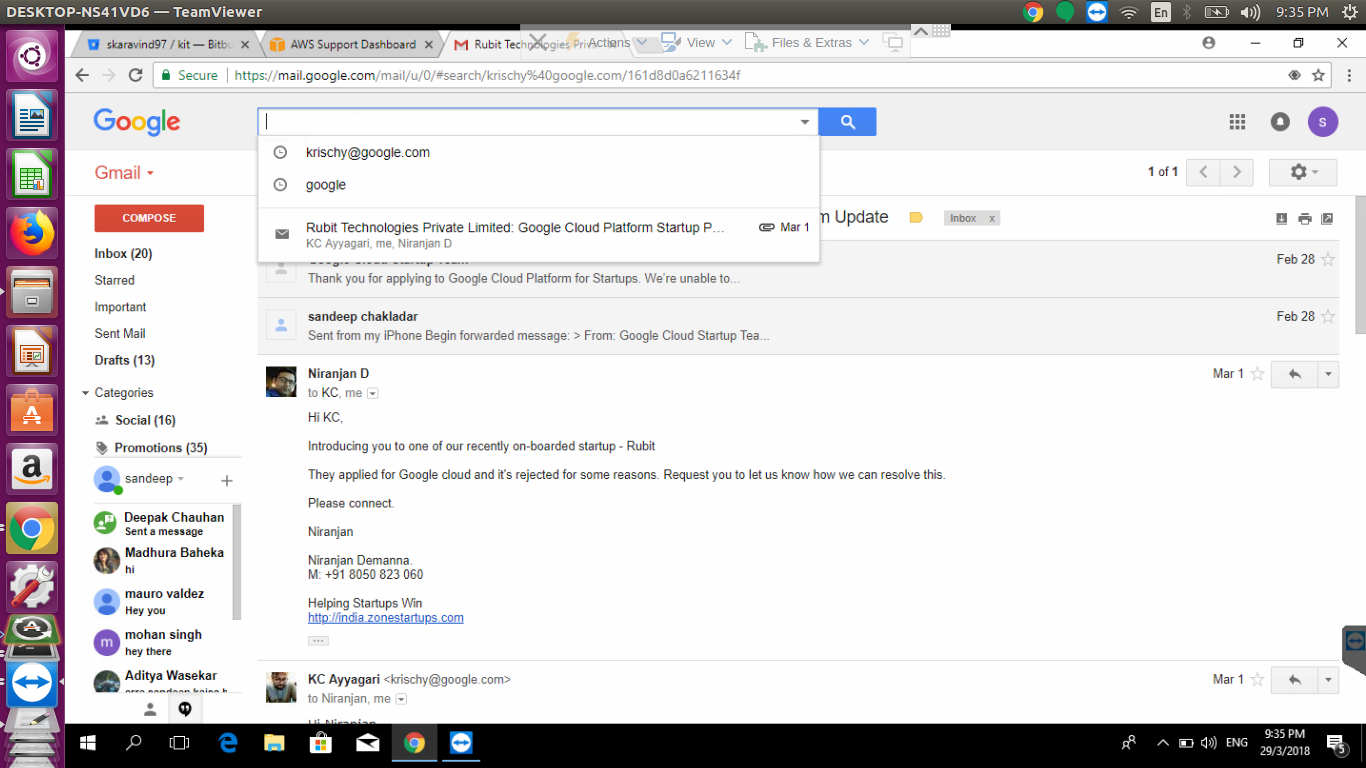 DESKTOP-NS41VD6 — TeamViewer
En
9:35 PM
skaravind97 / kit — Bitbu
AWS Support Dashboard
Rubit Technologies Priva
Actions
View
Files & Extras
Secure
https://mail.google.com/mail/u/0/#search/krischy%40google.com/161d8d0a6211634f
Google
S
krischy@google.com
google
Rubit Technologies Private Limited: Google Cloud Platform Startup P…
Mar 1
KC Ayyagari, me, Niranjan D
Gmail
1 of 1
COMPOSE
Inbox (20)
Starred
Important
Sent Mail
Drafts (13)
Categories
Social (16)
Promotions (35)
m Update
Inbox x
Google Cloud Startup Team
Feb 28
Thank you for applying to Google Cloud Platform for Startups. We're unable to...
sandeep chakladar
Feb 28
Sent from my iPhone Begin forwarded message: > From: Google Cloud Startup Tea...
Niranjan D
Mar 1
to KC, me
Hi KC,
Introducing you to one of our recently on-boarded startup - Rubit
They applied for Google cloud and it's rejected for some reasons. Request you to let us know how we can resolve this.
Please connect.
Niranjan
Niranjan Demanna.
M: +91 8050 823 060
Helping Startups Win
http://india.zonestartups.com
KC Ayyagari <krischy@google.com>
Mar 1
to Niranjan, me
Hi Niranjan
sandeep
Deepak Chauhan
Sent a message
Madhura Baheka
hi
mauro valdez
Hey you
m
mohan singh
hey there
Aditya Wasekar
arre sandeep kaisa h
ENG
9:35 PM
29/3/2018
5